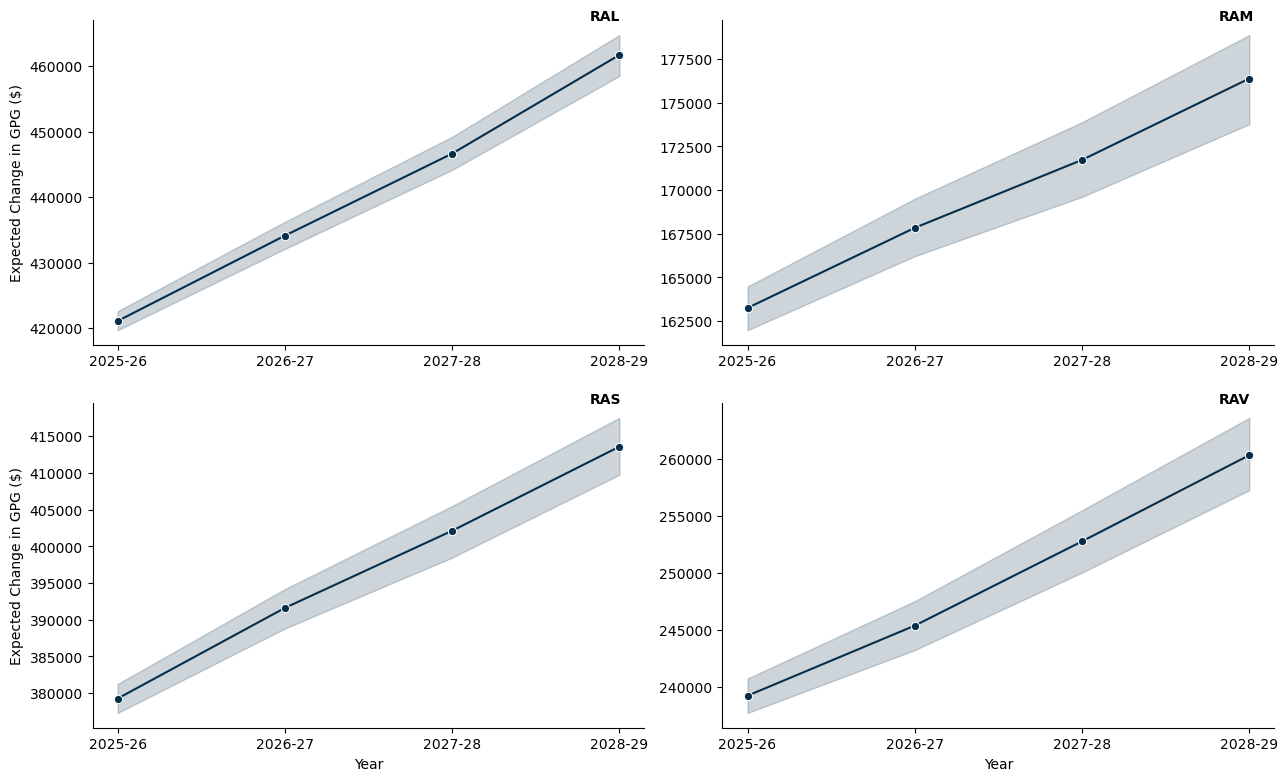 RAL
Expected Change in GPG ($)
460000
450000
440000
430000
420000
2025-26 2026-27 2027-28 2028-29
RAM
177500
175000
172500
170000
167500
165000
162500
2025-26 2026-27 2027-28 2028-29
RAS
Expected Change in GPG ($)
415000
410000
405000
400000
395000
390000
385000
380000
2025-26 2026-27 2027-28 2028-29
Year
RAV
260000
255000
250000
245000
240000
2025-26 2026-27 2027-28 2028-29
Year